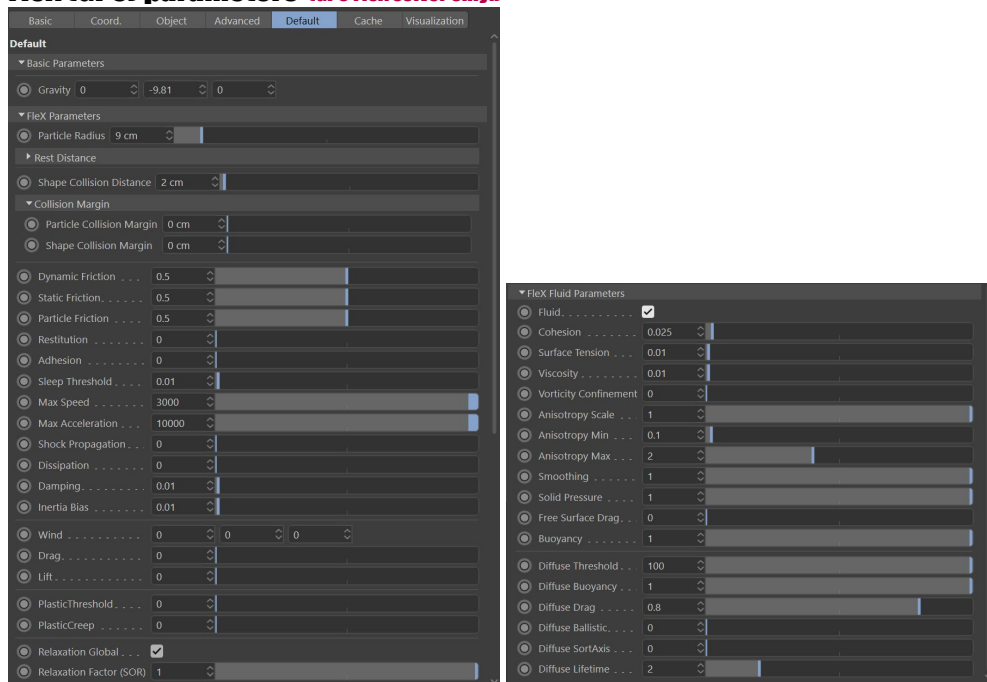 Basic Coord. Object Advanced Default Cache Visualization
Default
Basic Parameters
Gravity 0 -9.81 0
FleX Parameters
Particle Radius 9 cm
Rest Distance
Shape Collision Distance 2 cm
Collision Margin
Particle Collision Margin 0 cm
Shape Collision Margin 0 cm
Dynamic Friction . . . 0.5
Static Friction. . . . . . 0.5
Particle Friction . . . . 0.5
Restitution . . . . . . . 0
Adhesion . . . . . . . . 0
Sleep Threshold . . . . 0.01
Max Speed . . . . . . . 3000
Max Acceleration . . . 10000
Shock Propagation. . . 0
Dissipation . . . . . . . 0
Damping. . . . . . . . . 0.01
Inertia Bias . . . . . . . 0.01
Wind . . . . . . . . . . 0 0 0
Drag. . . . . . . . . . . 0
Lift. . . . . . . . . . . . 0
PlasticThreshold. . . . 0
PlasticCreep . . . . . . 0
Relaxation Global . . .
Relaxation Factor (SOR) 1
FleX Fluid Parameters
Fluid. . . . . . . . . .
Cohesion . . . . . . . 0.025
Surface Tension . . . 0.01
Viscosity . . . . . . . . 0.01
Vorticity Confinement 0
Anisotropy Scale . . . 1
Anisotropy Min . . . 0.1
Anisotropy Max . . . 2
Smoothing . . . . . . 1
Solid Pressure . . . . 1
Free Surface Drag. . 0
Buoyancy . . . . . . . 1
Diffuse Threshold . . 100
Diffuse Buoyancy . . 1
Diffuse Drag . . . . . 0.8
Diffuse Ballistic. . . . 0
Diffuse SortAxis . . . 0
Diffuse Lifetime . . . 2